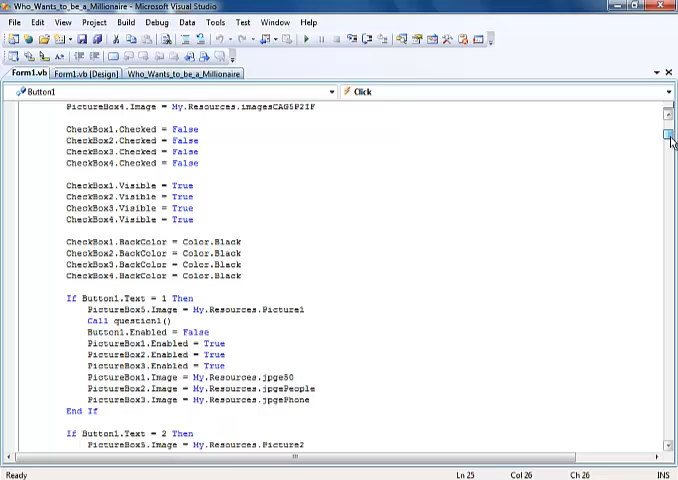 Who_Wants_to_be_a_Millionaire - Microsoft Visual Studio
File Edit View Project Build Debug Data Tools Test Window Help
Form1.vb Form1.vb [Design] Who_Wants_to_be_a_Millionaire
Button1 Click
PictureBox4.Image = My.Resources.imagesCAG5P2IF
CheckBox1.Checked = False
CheckBox2.Checked = False
CheckBox3.Checked = False
CheckBox4.Checked = False
CheckBox1.Visible = True
CheckBox2.Visible = True
CheckBox3.Visible = True
CheckBox4.Visible = True
CheckBox1.BackColor = Color.Black
CheckBox2.BackColor = Color.Black
CheckBox3.BackColor = Color.Black
CheckBox4.BackColor = Color.Black
If Button1.Text = 1 Then
PictureBox5.Image = My.Resources.Picture1
Call question1()
Button1.Enabled = False
PictureBox1.Enabled = True
PictureBox2.Enabled = True
PictureBox3.Enabled = True
PictureBox1.Image = My.Resources.jpge50
PictureBox2.Image = My.Resources.jpgePeople
PictureBox3.Image = My.Resources.jpgePhone
End If
If Button1.Text = 2 Then
PictureBox5.Image = My.Resources.Picture2
Ready Ln 25 Col 26 Ch 26 INS